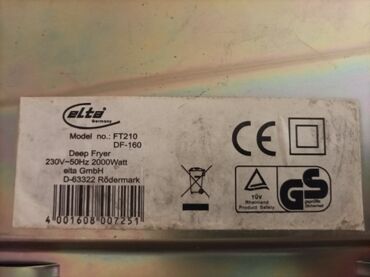 elta
Germany
Model no.: FT210
DF-160
Deep Fryer
230V~50Hz 2000Watt
elta GmbH
D-63322 Rödermark
4 001608 007251
CE
TÜV
Rheinland
Product Safety
GS
geprüfte
Sicherheit